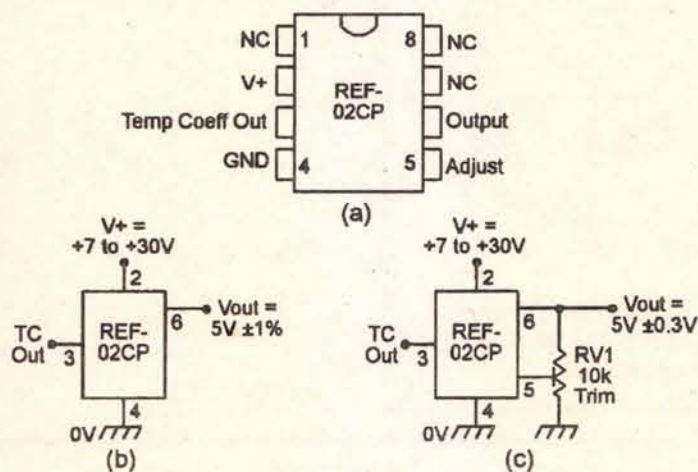 NC 1 8 NC
V+ NC
REF-
02CP
Temp Coeff Out Output
GND 4 5 Adjust
(a)
V+ =
+7 to +30V
2
REF-
02CP
6
Vout =
5V ±1%
TC
Out
3
4
0V
(b)
V+ =
+7 to +30V
2
REF-
02CP
6
Vout =
5V ±0.3V
TC
Out
3
RV1
10k
Trim
5
4
0V
(c)